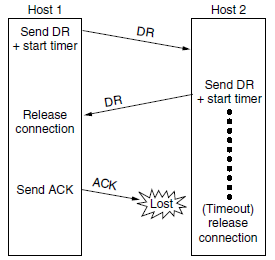 Host 1
Host 2
Send DR
+ start timer
DR
Send DR
+ start timer
DR
Release
connection
Send ACK
ACK
Lost
(Timeout)
release
connection